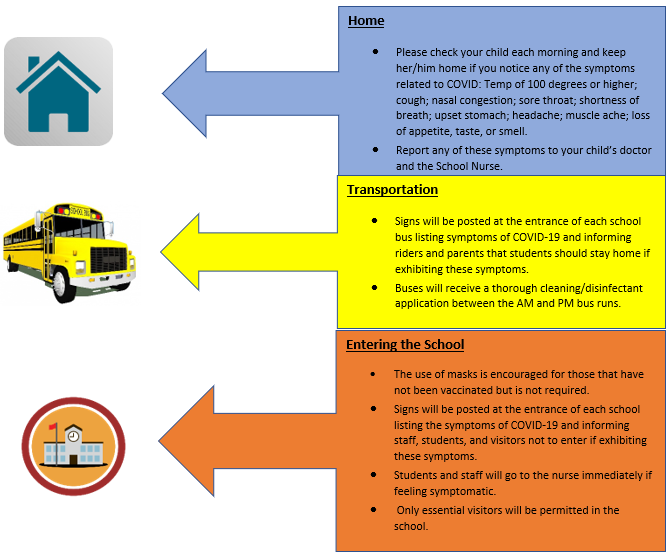 Home
• Please check your child each morning and keep
her/him home if you notice any of the symptoms
related to COVID: Temp of 100 degrees or higher;
cough; nasal congestion; sore throat; shortness of
breath; upset stomach; headache; muscle ache; loss
of appetite, taste, or smell.
• Report any of these symptoms to your child’s doctor
and the School Nurse.
SCHOOL BUS
Transportation
• Signs will be posted at the entrance of each school
bus listing symptoms of COVID-19 and informing
riders and parents that students should stay home if
exhibiting these symptoms.
• Buses will receive a thorough cleaning/disinfectant
application between the AM and PM bus runs.
Entering the School
• The use of masks is encouraged for those that have
not been vaccinated but is not required.
• Signs will be posted at the entrance of each school
listing the symptoms of COVID-19 and informing
staff, students, and visitors not to enter if exhibiting
these symptoms.
• Students and staff will go to the nurse immediately if
feeling symptomatic.
• Only essential visitors will be permitted in the
school.